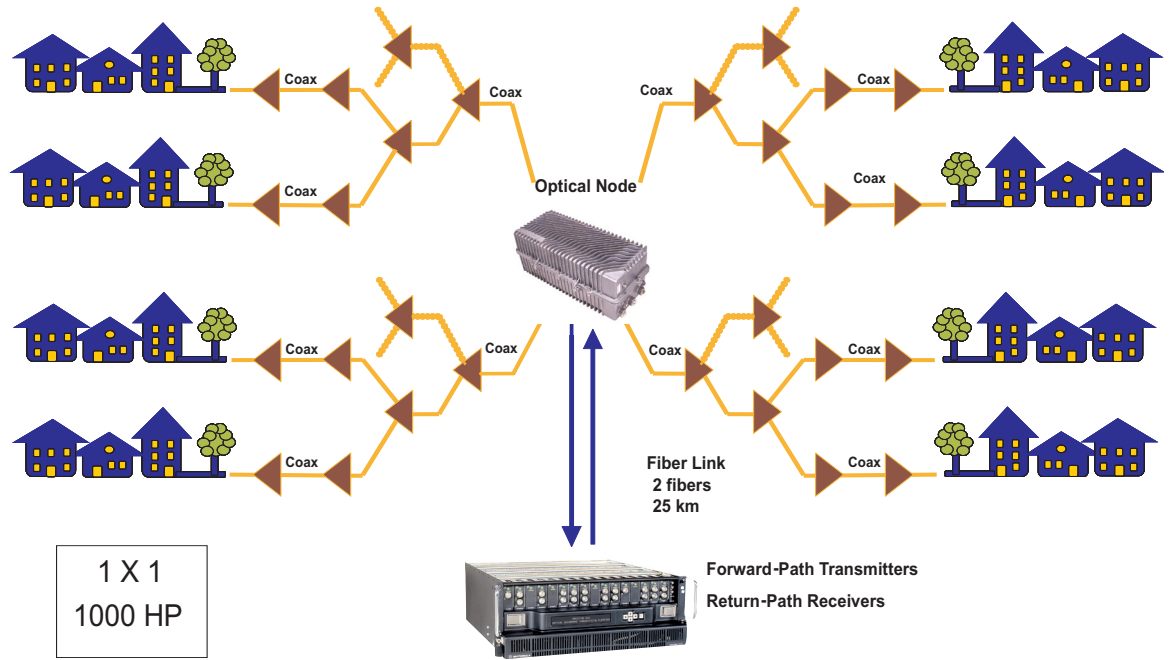 Coax
Coax
Coax
Coax
Coax
Coax
Optical Node
Coax
Coax
Coax
Coax
Coax
Coax
Coax
Coax
Fiber Link
2 fibers
25 km
1 X 1
1000 HP
Forward-Path Transmitters
Return-Path Receivers